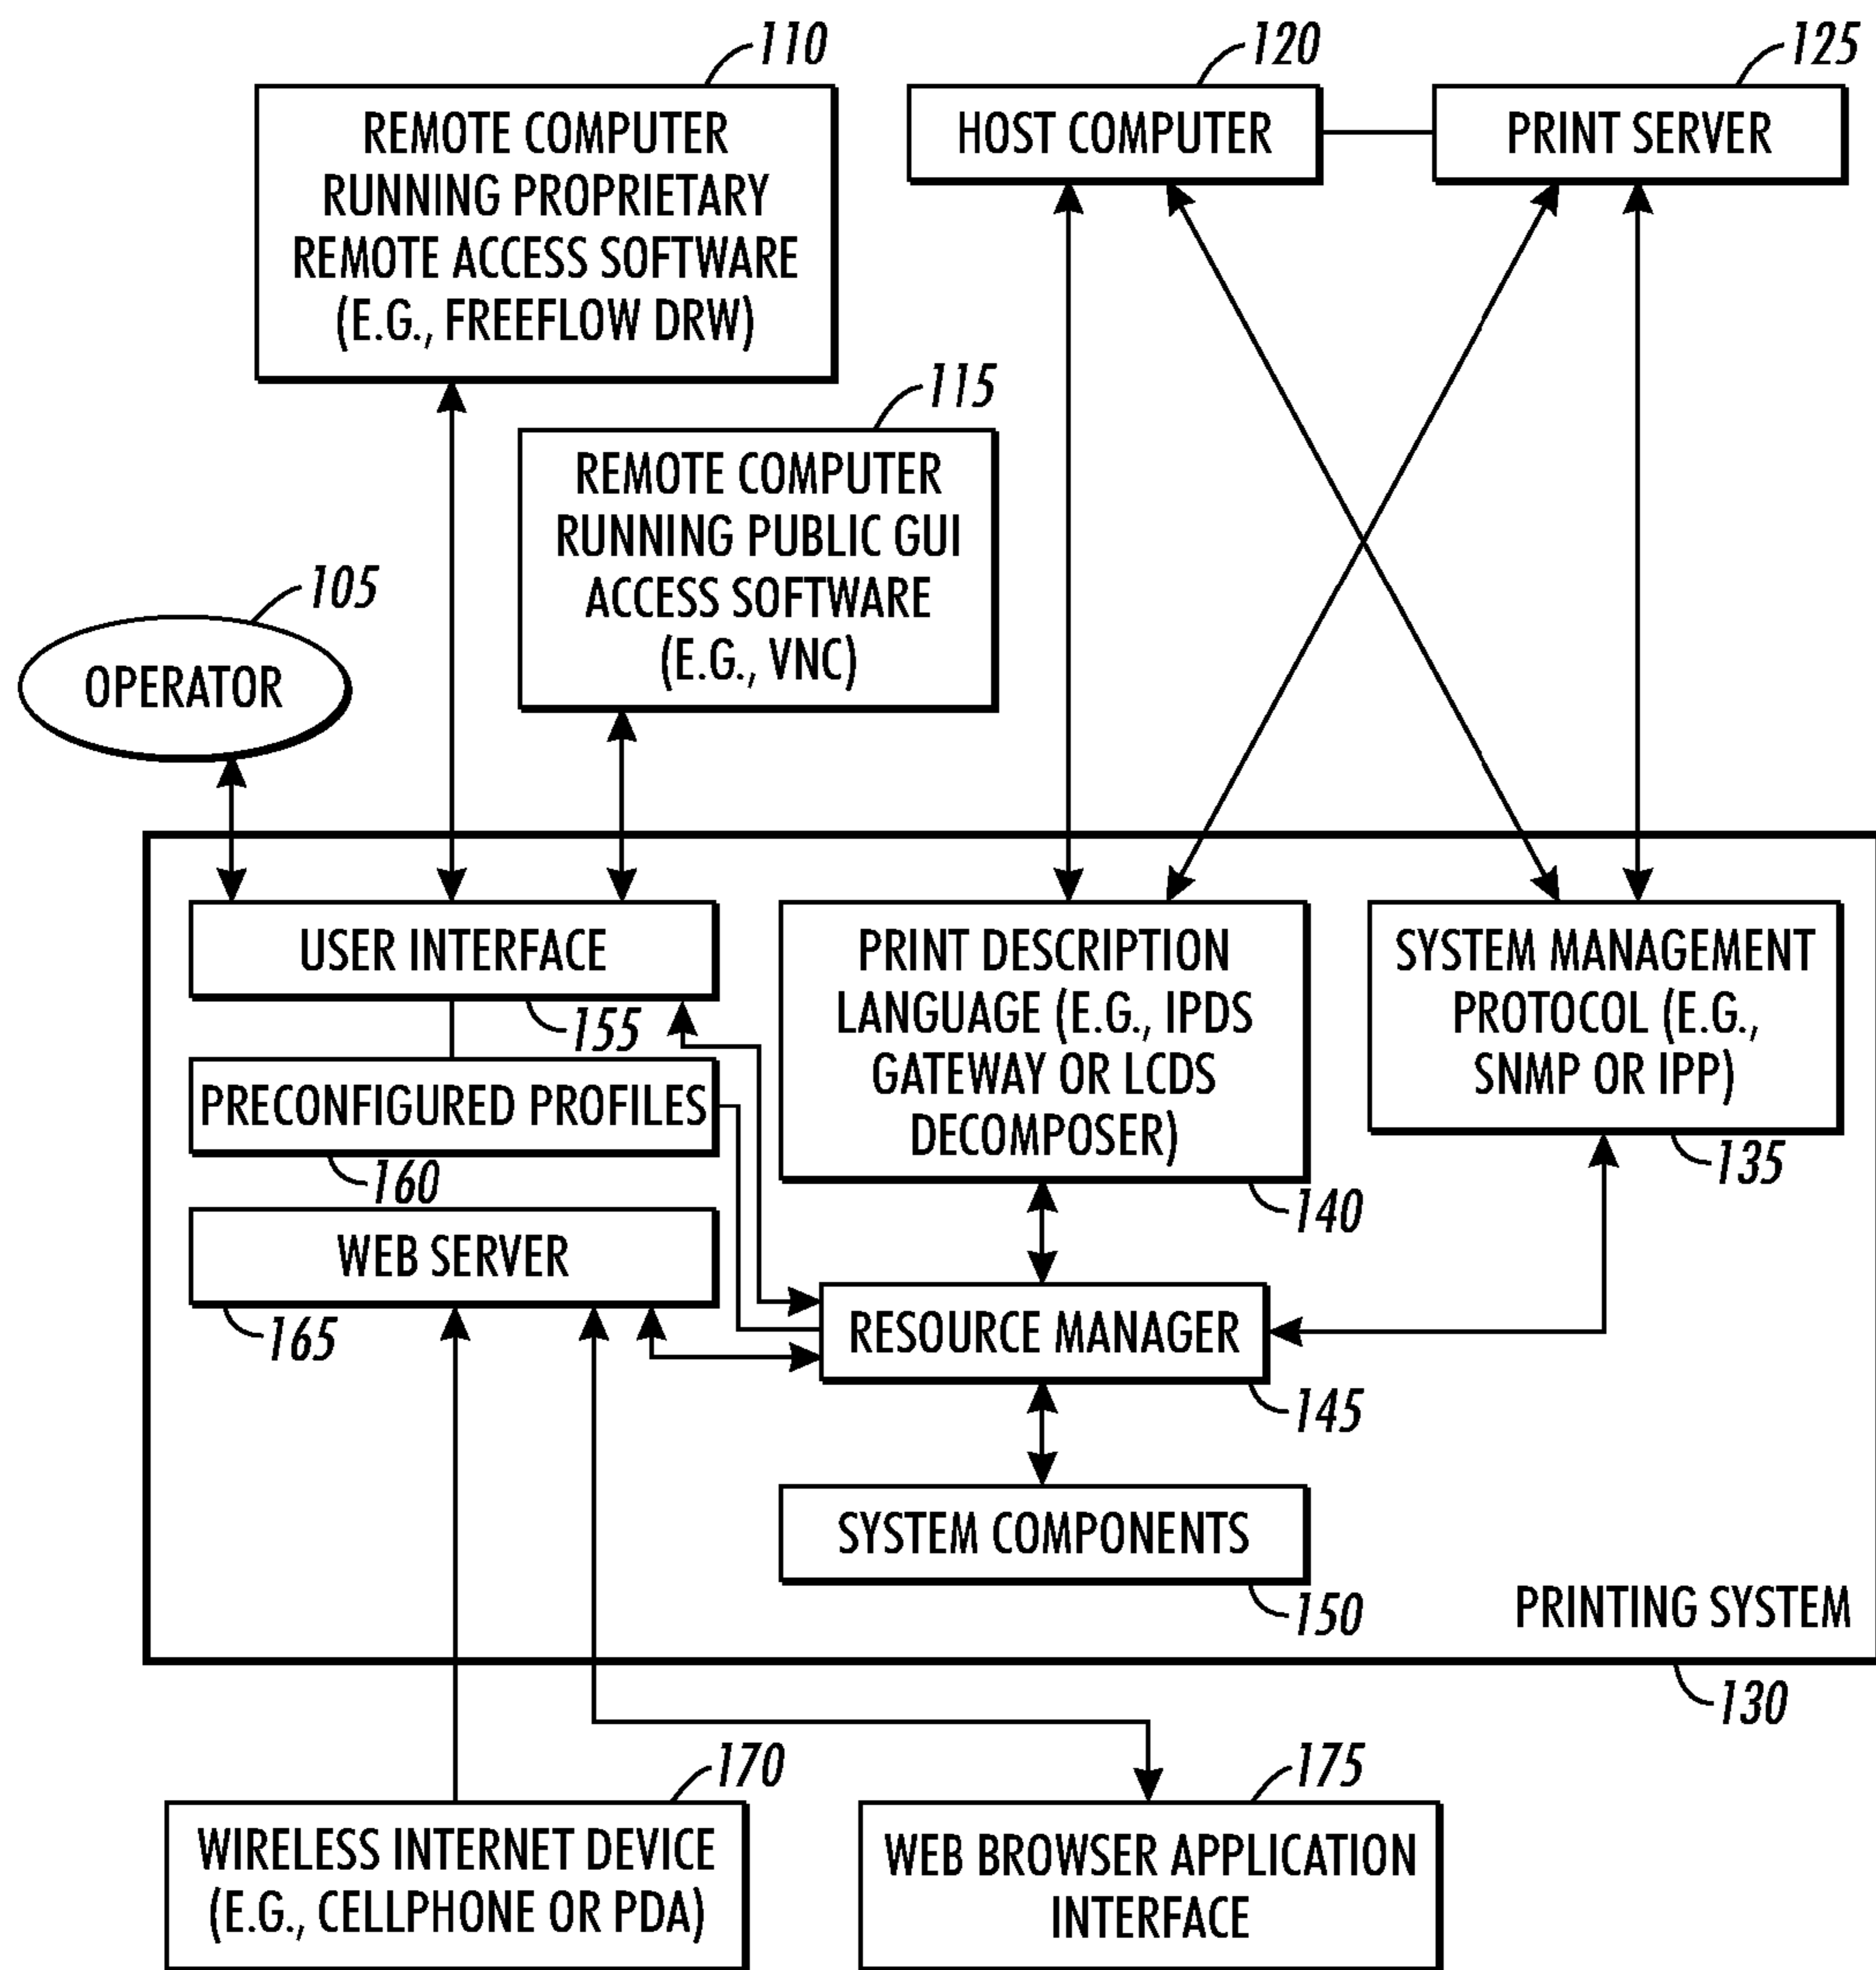 110
REMOTE COMPUTER
RUNNING PROPRIETARY
REMOTE ACCESS SOFTWARE
(E.G., FREEFLOW DRW)
120
HOST COMPUTER
125
PRINT SERVER
115
REMOTE COMPUTER
RUNNING PUBLIC GUI
ACCESS SOFTWARE
(E.G., VNC)
105
OPERATOR
USER INTERFACE
155
PRECONFIGURED PROFILES
160
WEB SERVER
165
PRINT DESCRIPTION
LANGUAGE (E.G., IPDS
GATEWAY OR LCDS
DECOMPOSER)
140
SYSTEM MANAGEMENT
PROTOCOL (E.G.,
SNMP OR IPP)
135
RESOURCE MANAGER
145
SYSTEM COMPONENTS
150
PRINTING SYSTEM
130
170
WIRELESS INTERNET DEVICE
(E.G., CELLPHONE OR PDA)
175
WEB BROWSER APPLICATION
INTERFACE